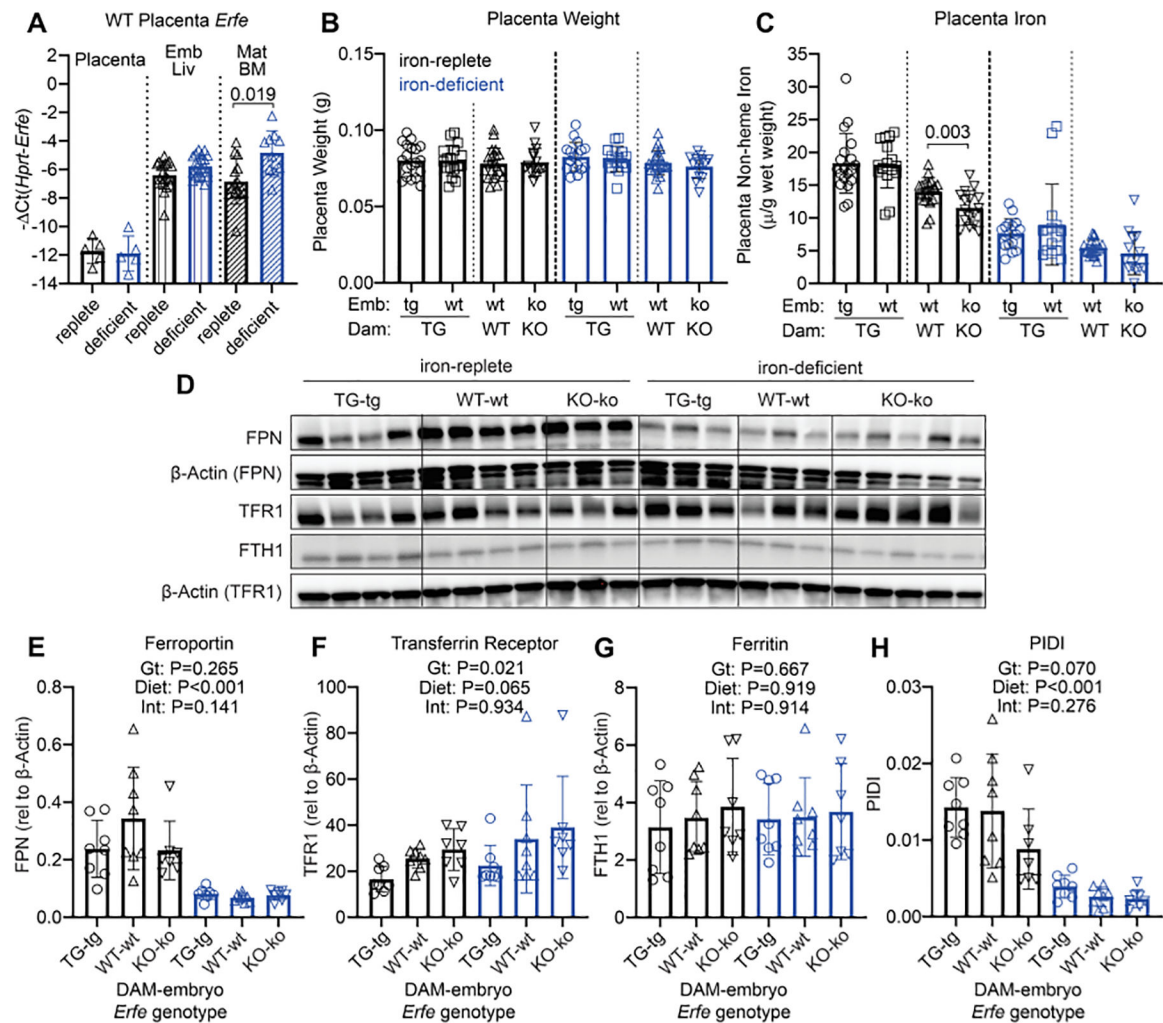 A
WT Placenta Erfe
Placenta
Emb
Liv
Mat
BM
0.019
-ΔCt(Hprt-Erfe)
2
0
-2
-4
-6
-8
-10
-12
-14
replete
deficient
replete
deficient
replete
deficient
B
Placenta Weight
iron-replete
iron-deficient
Placenta Weight (g)
0.15
0.10
0.05
0.00
Emb: tg wt wt ko tg wt wt ko
Dam: TG WT KO TG WT KO
C
Placenta Iron
0.003
Placenta Non-heme Iron
(µ/g wet weight)
35
30
25
20
15
10
5
0
Emb: tg wt wt ko tg wt wt ko
Dam: TG WT KO TG WT KO
D
iron-replete iron-deficient
TG-tg WT-wt KO-ko TG-tg WT-wt KO-ko
FPN
β-Actin (FPN)
TFR1
FTH1
β-Actin (TFR1)
E
Ferroportin
Gt: P=0.265
Diet: P<0.001
Int: P=0.141
FPN (rel to β-Actin)
0.8
0.6
0.4
0.2
0.0
TG-tg
WT-wt
KO-ko
TG-tg
WT-wt
KO-ko
DAM-embryo
Erfe genotype
F
Transferrin Receptor
Gt: P=0.021
Diet: P=0.065
Int: P=0.934
TFR1 (rel to β-Actin)
100
80
60
40
20
0
TG-tg
WT-wt
KO-ko
TG-tg
WT-wt
KO-ko
DAM-embryo
Erfe genotype
G
Ferritin
Gt: P=0.667
Diet: P=0.919
Int: P=0.914
FTH1 (rel to β-Actin)
8
6
4
2
0
TG-tg
WT-wt
KO-ko
TG-tg
WT-wt
KO-ko
DAM-embryo
Erfe genotype
H
PIDI
Gt: P=0.070
Diet: P<0.001
Int: P=0.276
PIDI
0.03
0.02
0.01
0.00
TG-tg
WT-wt
KO-ko
TG-tg
WT-wt
KO-ko
DAM-embryo
Erfe genotype